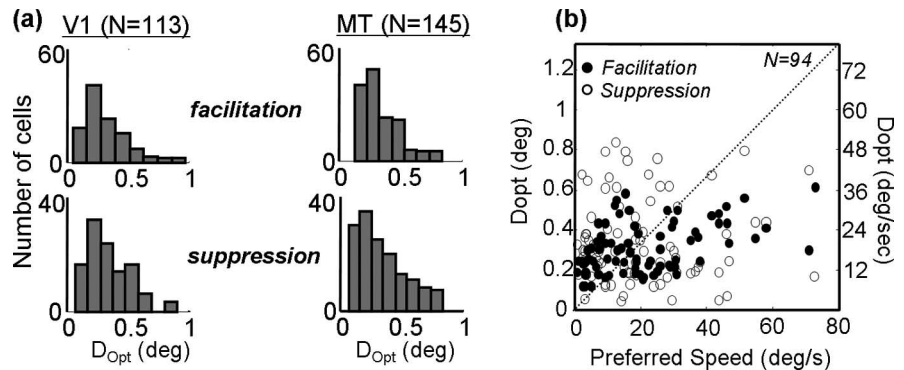 (a)
V1 (N=113)
MT (N=145)
60
0
0 0.5 1
facilitation
60
0
0 0.5 1
Number of cells
40
0
0 0.5 1
D_Opt (deg)
suppression
40
0
0 0.5 1
D_Opt (deg)
(b)
N=94
Facilitation
Suppression
1.2
1
0.8
0.6
0.4
0.2
0
Dopt (deg)
72
60
48
36
24
12
Dopt (deg/sec)
0 20 40 60 80
Preferred Speed (deg/s)